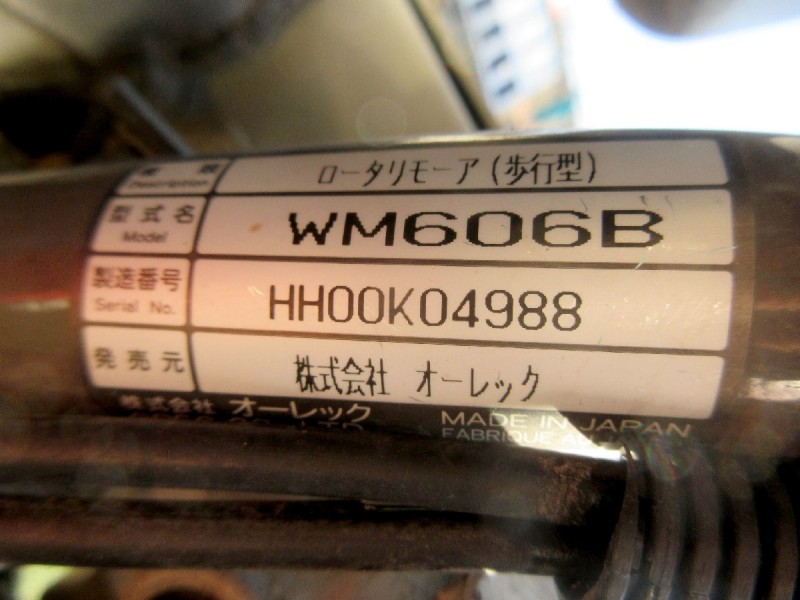 Description ロータリモーア(歩行型)
型式名 Model WM606B
製造番号 Serial No. HH00K04988
発売元 株式会社 オーレック
株式会社 オーレック
MADE IN JAPAN
FABRIQUE AU